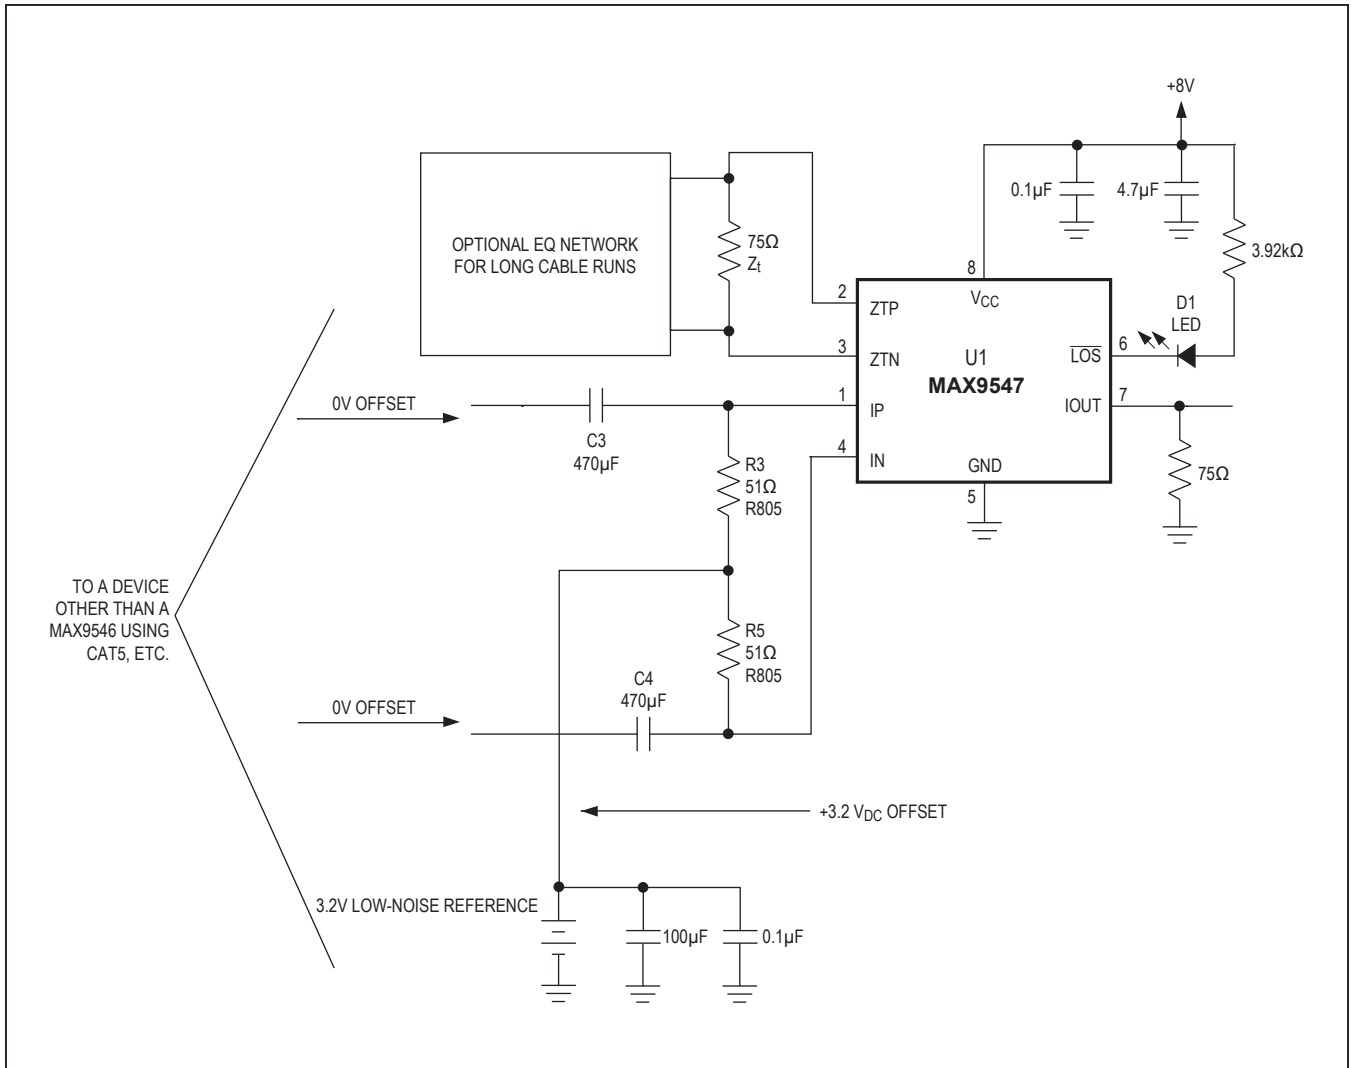 +8V
0.1µF
4.7µF
3.92kΩ
OPTIONAL EQ NETWORK
FOR LONG CABLE RUNS
75Ω
Zt
2
ZTP
3
ZTN
8
VCC
U1
MAX9547
D1
LED
LOS
6
IOUT
7
75Ω
1
IP
4
IN
GND
5
0V OFFSET
C3
470µF
R3
51Ω
R805
TO A DEVICE
OTHER THAN A
MAX9546 USING
CAT5, ETC.
R5
51Ω
R805
C4
470µF
0V OFFSET
+3.2 VDC OFFSET
3.2V LOW-NOISE REFERENCE
100µF
0.1µF